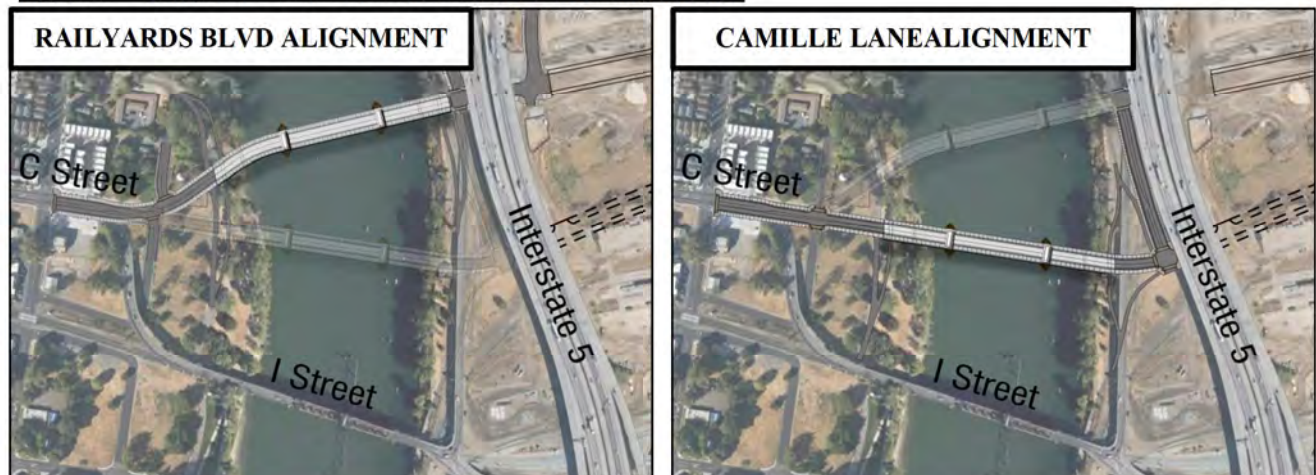 RAILYARDS BLVD ALIGNMENT
C Street
Interstate 5
I Street
CAMILLE LANEALIGNMENT
C Street
Interstate 5
I Street